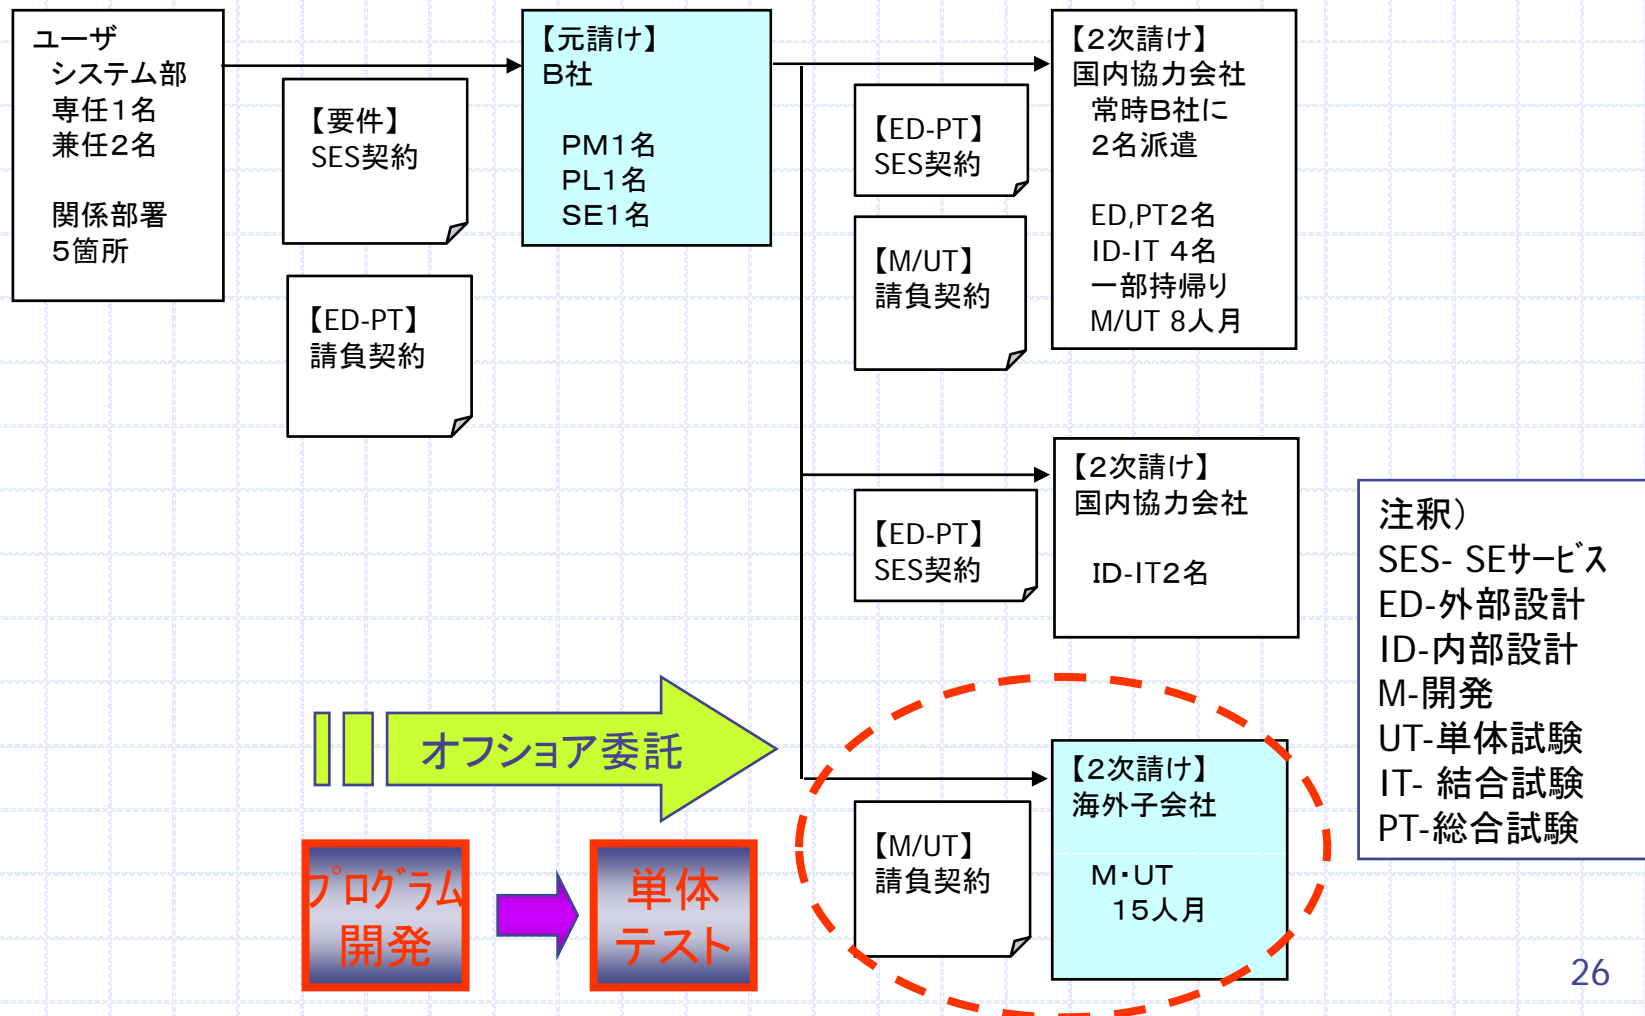 ユーザ
システム部
専任１名
兼任２名
関係部署
５箇所
【要件】
SES契約
【ED-PT】
請負契約
【元請け】
Ｂ社
ＰＭ１名
ＰＬ１名
ＳＥ１名
【ED-PT】
SES契約
【M/UT】
請負契約
【２次請け】
国内協力会社
常時Ｂ社に
２名派遣
ED,PT２名
ID-IT ４名
一部持帰り
M/UT ８人月
【ED-PT】
SES契約
【２次請け】
国内協力会社
ID-IT２名
オフショア委託
プログラム
開発
単体
テスト
【M/UT】
請負契約
【２次請け】
海外子会社
Ｍ・UT
１５人月
注釈）
SES- SEサービス
ED-外部設計
ID-内部設計
M-開発
UT-単体試験
IT- 結合試験
PT-総合試験
26